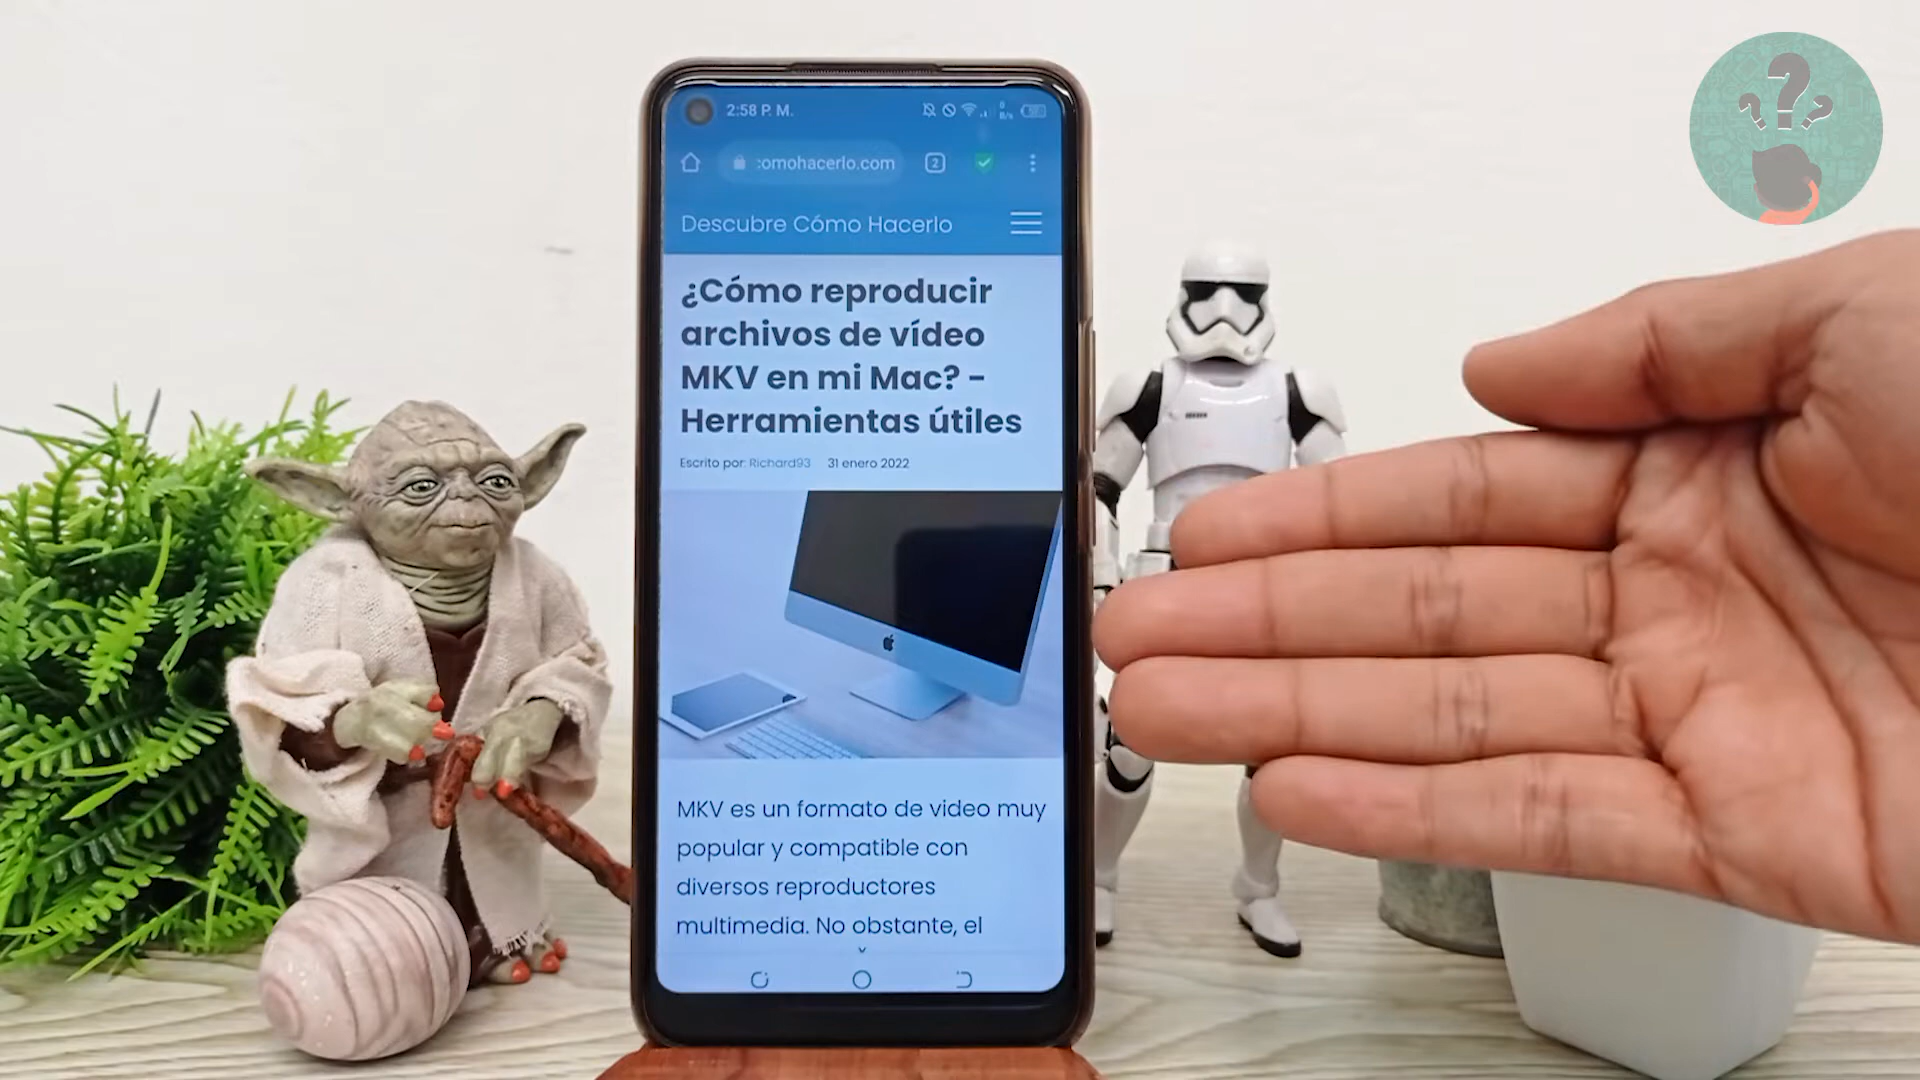 2:58 P. M.
omohacerlo.com
2
Descubre Cómo Hacerlo
¿Cómo reproducir
archivos de vídeo
MKV en mi Mac? -
Herramientas útiles
Escrito por: Richard93 31 enero 2022
MKV es un formato de video muy
popular y compatible con
diversos reproductores
multimedia. No obstante, el